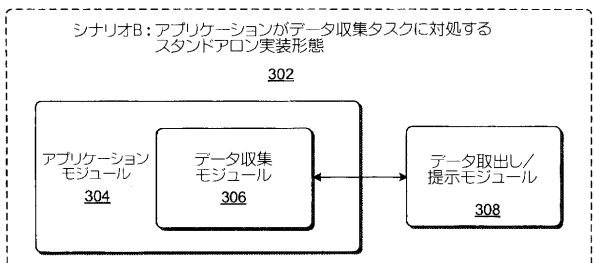 シナリオB：アプリケーションがデータ収集タスクに対処する
スタンドアロン実装形態
302
アプリケーション
モジュール
304
データ収集
モジュール
306
データ取出し/
提示モジュール
308